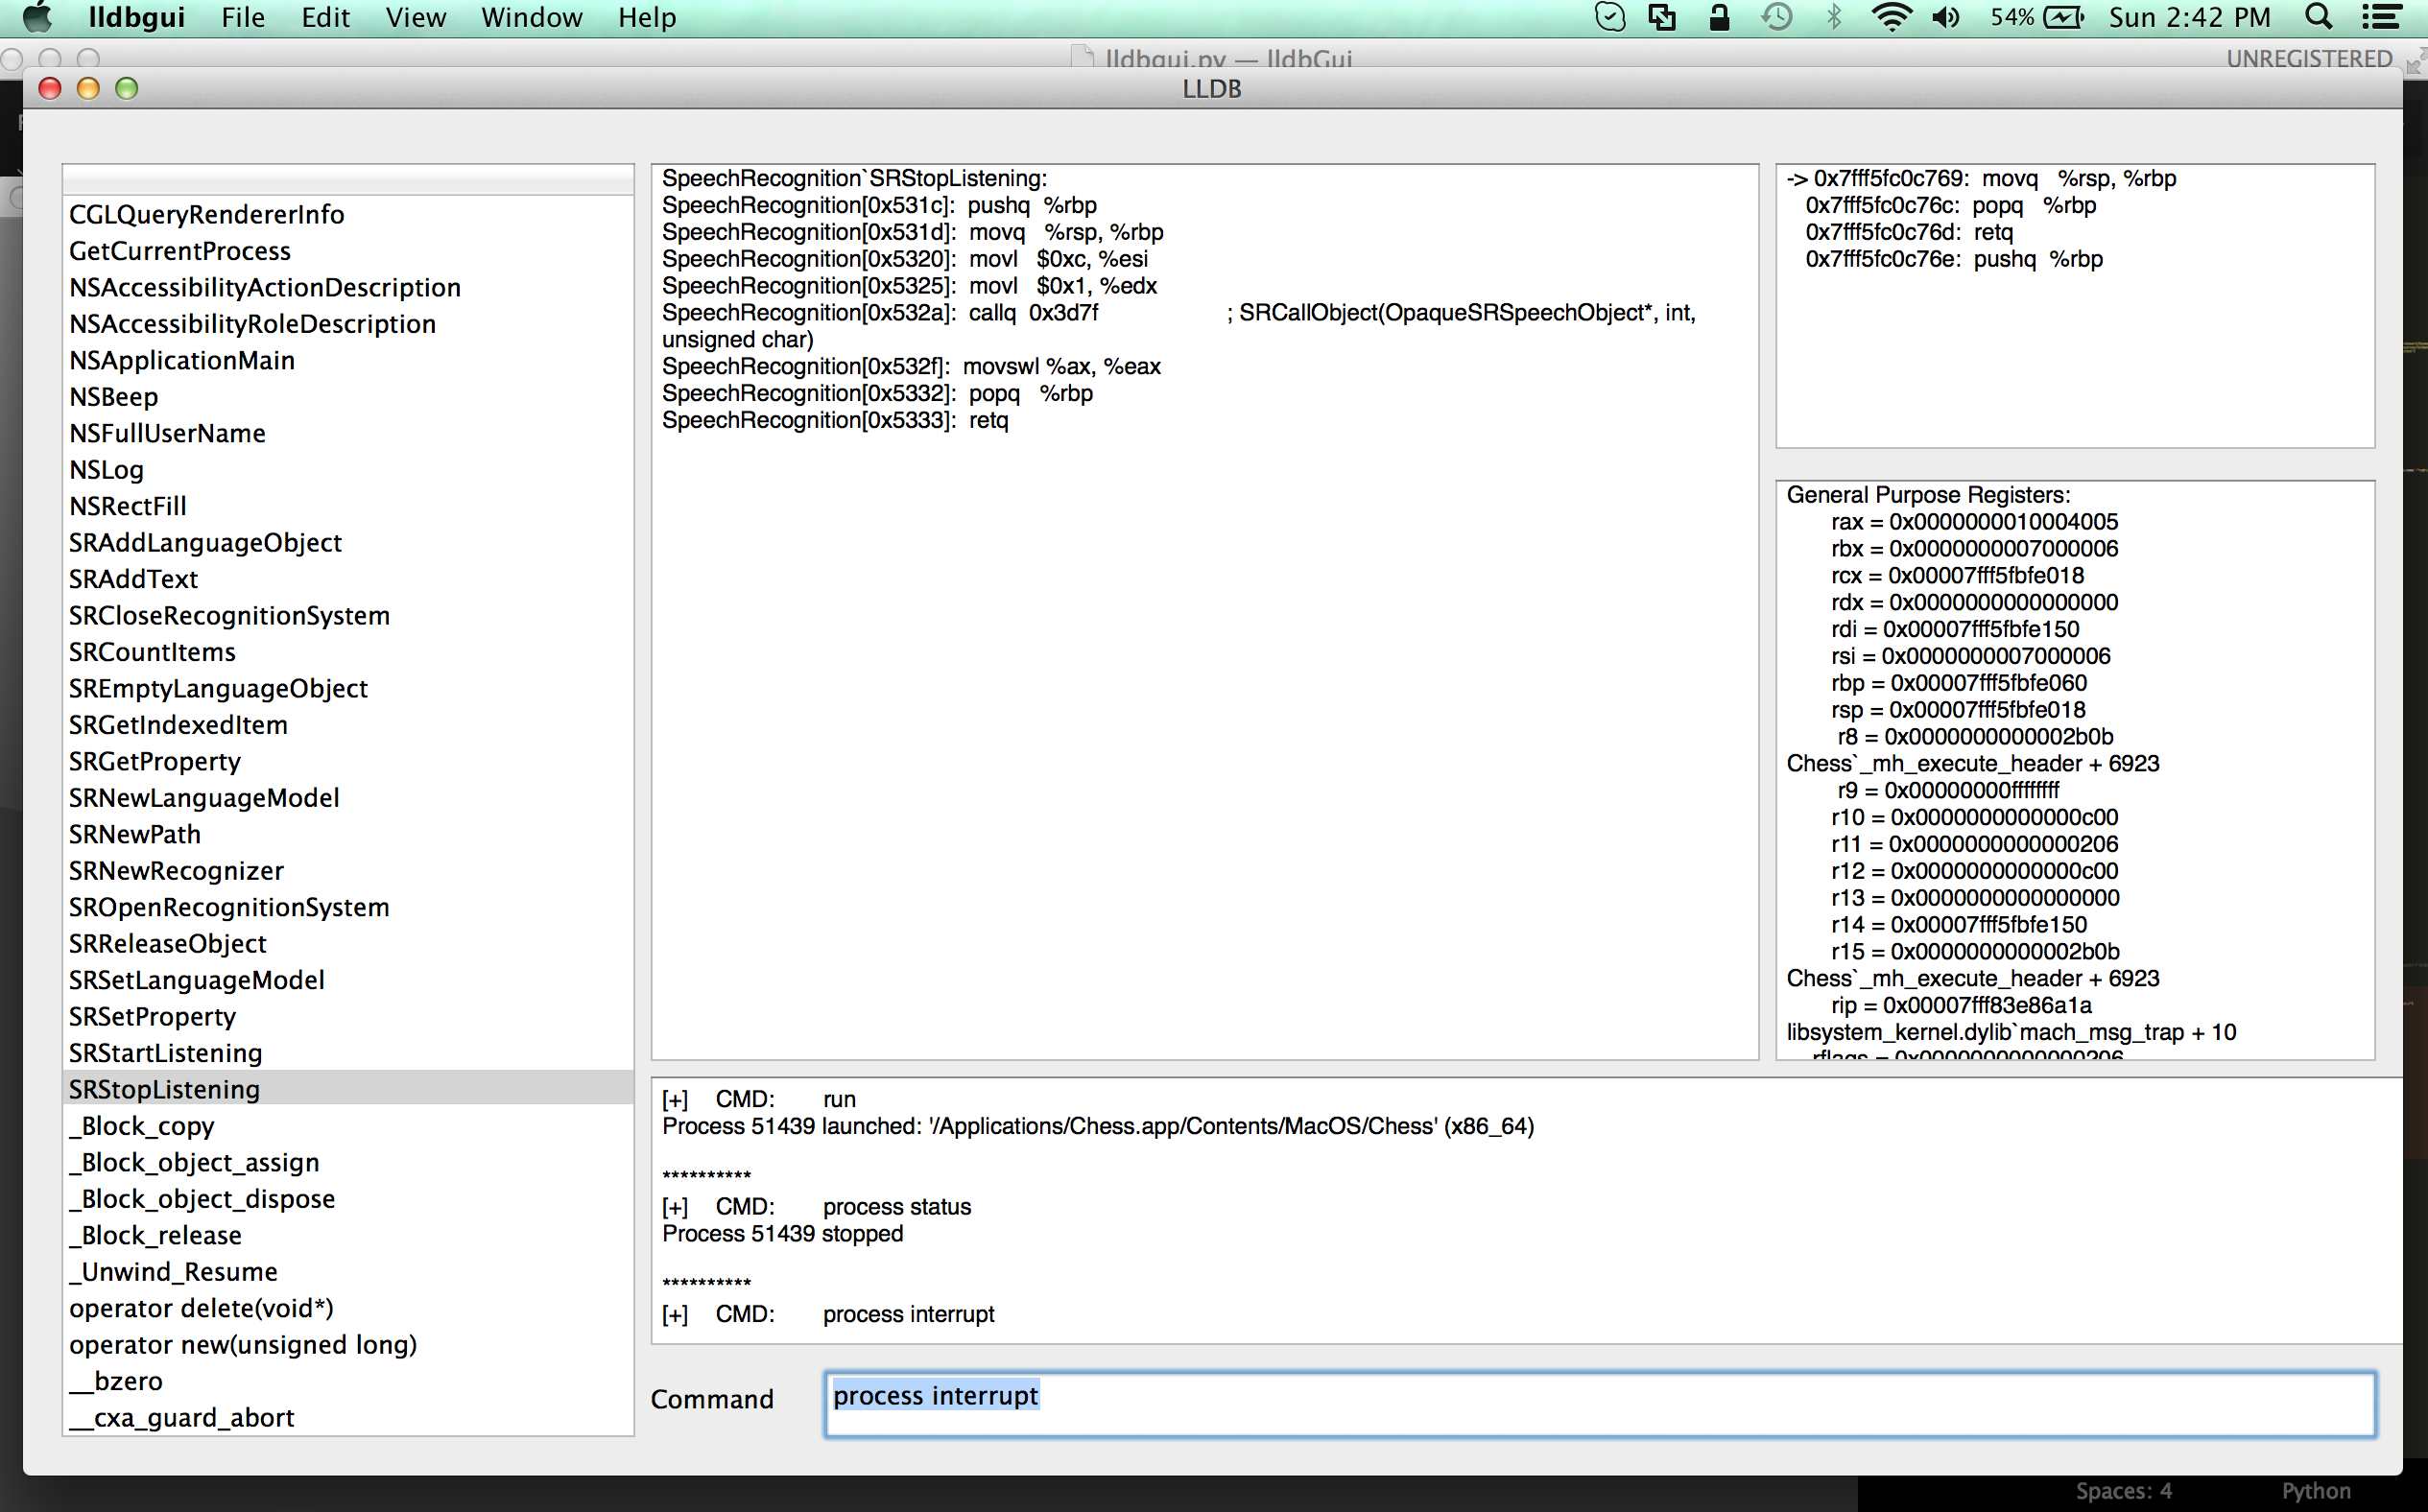 lldbgui File Edit View Window Help 54% Sun 2:42 PM
lldbgui.py — lldbGui UNREGISTERED
LLDB
CGLQueryRendererInfo
GetCurrentProcess
NSAccessibilityActionDescription
NSAccessibilityRoleDescription
NSApplicationMain
NSBeep
NSFullUserName
NSLog
NSRectFill
SRAddLanguageObject
SRAddText
SRCloseRecognitionSystem
SRCountItems
SREmptyLanguageObject
SRGetIndexedItem
SRGetProperty
SRNewLanguageModel
SRNewPath
SRNewRecognizer
SROpenRecognitionSystem
SRReleaseObject
SRSetLanguageModel
SRSetProperty
SRStartListening
SRStopListening
_Block_copy
_Block_object_assign
_Block_object_dispose
_Block_release
_Unwind_Resume
operator delete(void*)
operator new(unsigned long)
__bzero
__cxa_guard_abort
SpeechRecognition`SRStopListening:
SpeechRecognition[0x531c]: pushq %rbp
SpeechRecognition[0x531d]: movq %rsp, %rbp
SpeechRecognition[0x5320]: movl $0xc, %esi
SpeechRecognition[0x5325]: movl $0x1, %edx
SpeechRecognition[0x532a]: callq 0x3d7f ; SRCallObject(OpaqueSRSpeechObject*, int,
unsigned char)
SpeechRecognition[0x532f]: movswl %ax, %eax
SpeechRecognition[0x5332]: popq %rbp
SpeechRecognition[0x5333]: retq
-> 0x7fff5fc0c769: movq %rsp, %rbp
0x7fff5fc0c76c: popq %rbp
0x7fff5fc0c76d: retq
0x7fff5fc0c76e: pushq %rbp
General Purpose Registers:
rax = 0x0000000010004005
rbx = 0x0000000007000006
rcx = 0x00007fff5fbfe018
rdx = 0x0000000000000000
rdi = 0x00007fff5fbfe150
rsi = 0x0000000007000006
rbp = 0x00007fff5fbfe060
rsp = 0x00007fff5fbfe018
r8 = 0x0000000000002b0b
Chess`_mh_execute_header + 6923
r9 = 0x00000000ffffffff
r10 = 0x0000000000000c00
r11 = 0x0000000000000206
r12 = 0x0000000000000c00
r13 = 0x0000000000000000
r14 = 0x00007fff5fbfe150
r15 = 0x0000000000002b0b
Chess`_mh_execute_header + 6923
rip = 0x00007fff83e86a1a
libsystem_kernel.dylib`mach_msg_trap + 10
rflags = 0x0000000000000206
[+] CMD: run
Process 51439 launched: '/Applications/Chess.app/Contents/MacOS/Chess' (x86_64)
**********
[+] CMD: process status
Process 51439 stopped
**********
[+] CMD: process interrupt
Command process interrupt
Spaces: 4 Python